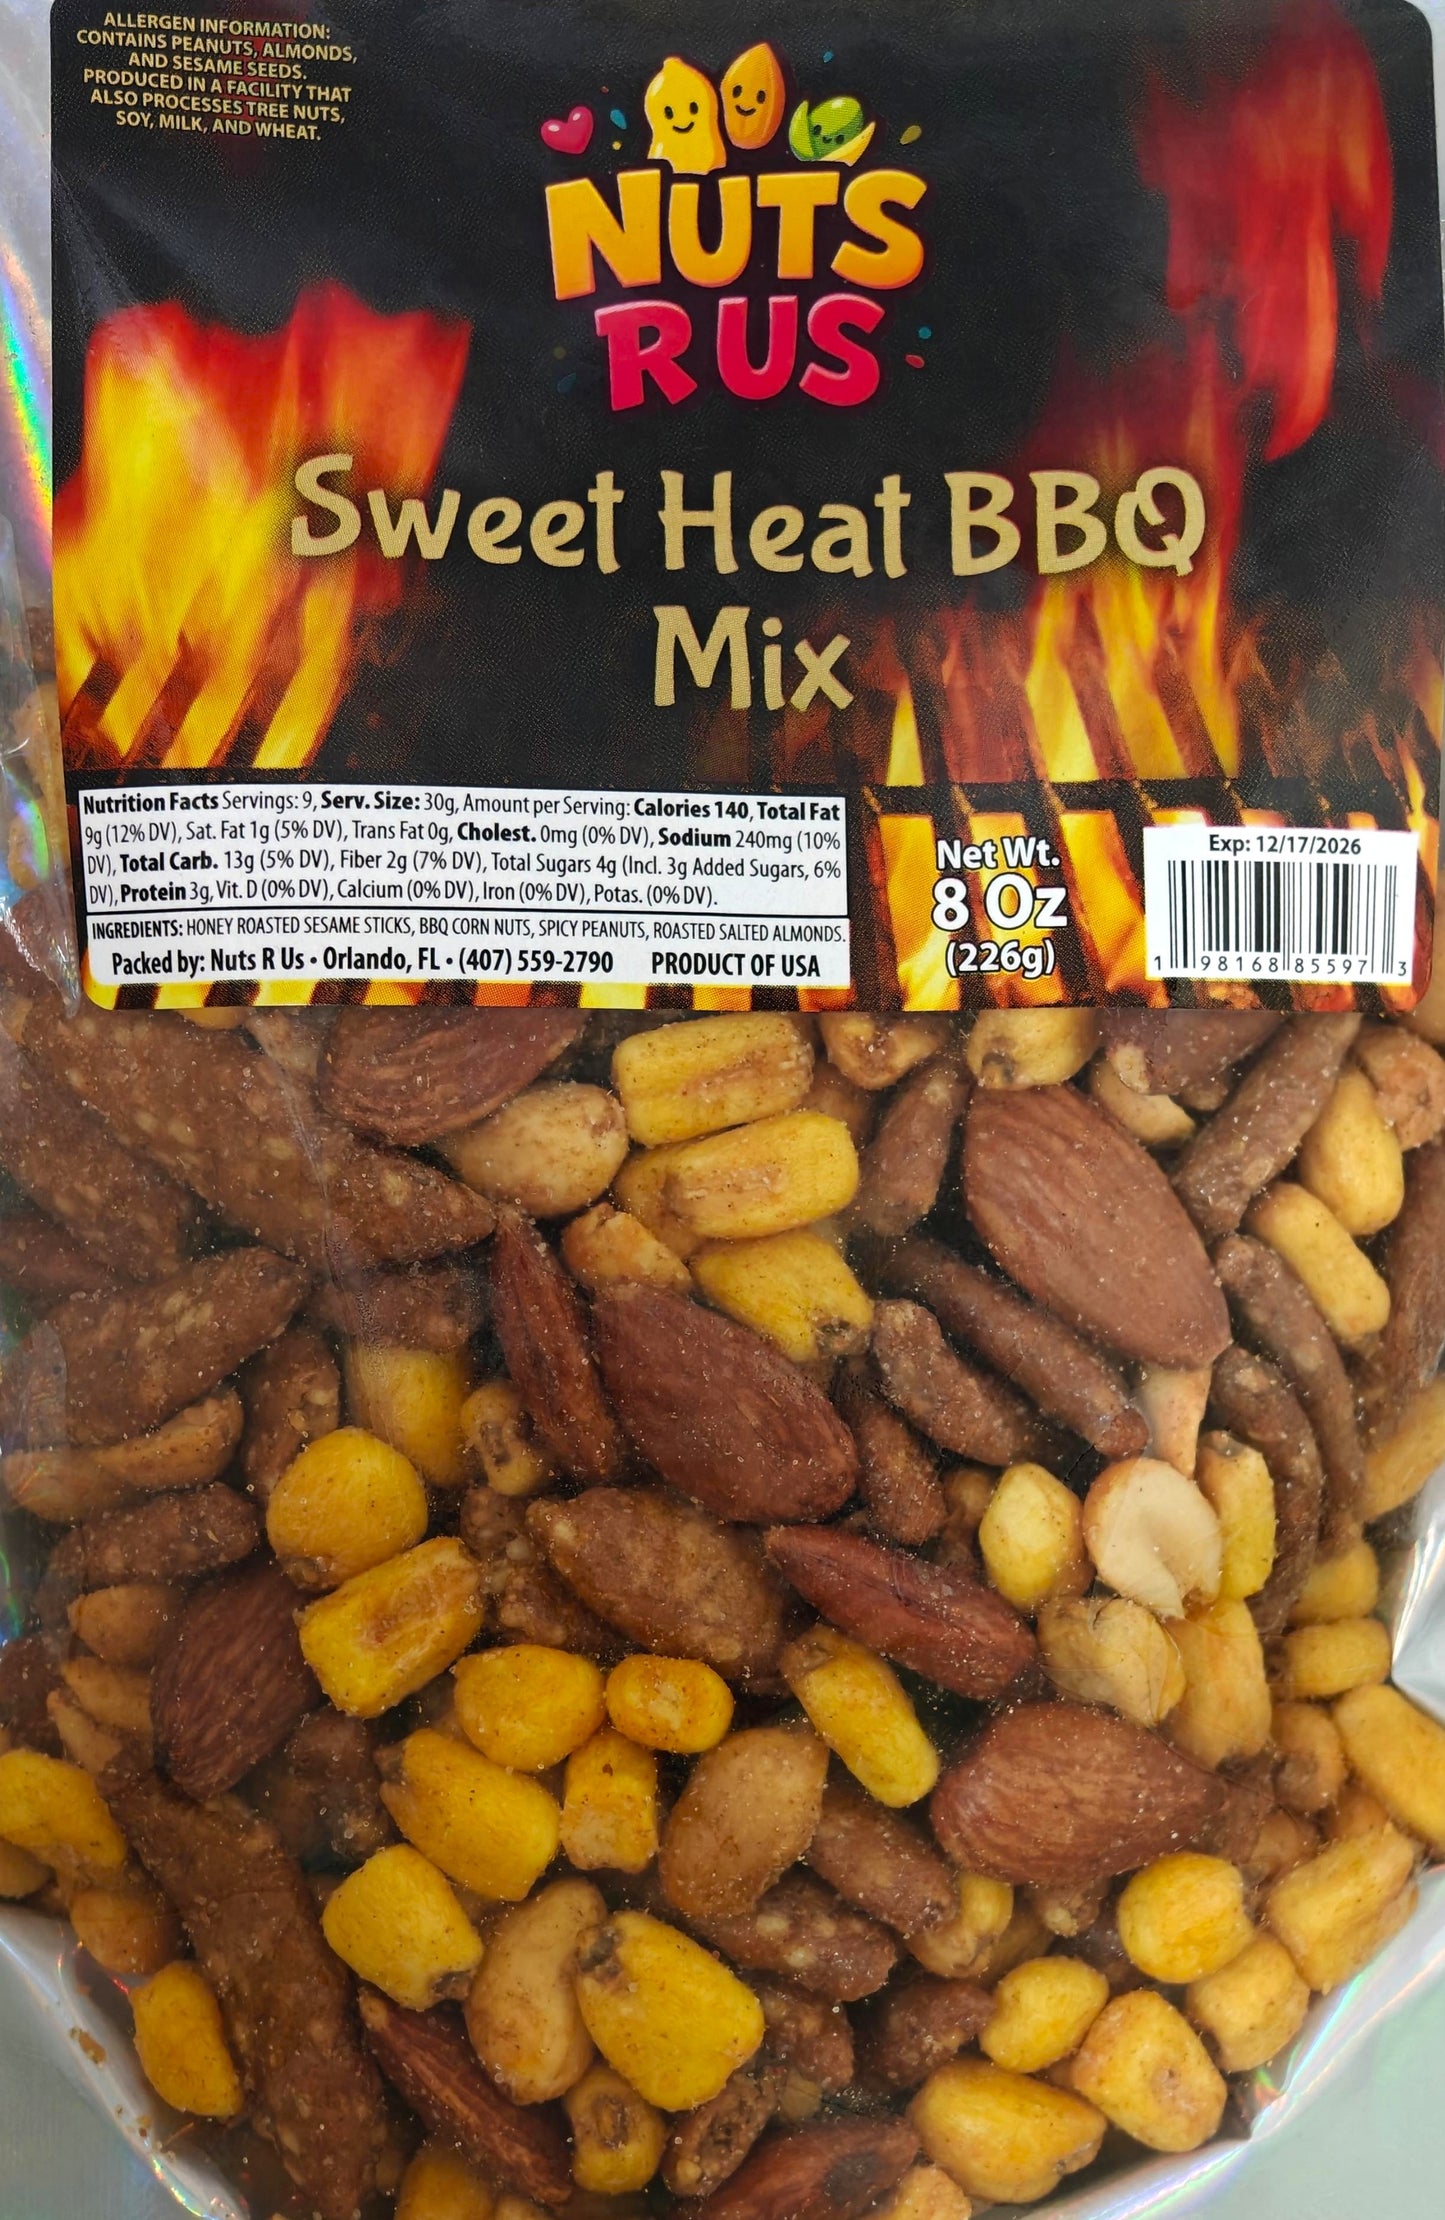 ALLERGEN INFORMATION:
CONTAINS PEANUTS, ALMONDS,
AND SESAME SEEDS.
PRODUCED IN A FACILITY THAT
ALSO PROCESSES TREE NUTS,
SOY, MILK, AND WHEAT.
NUTS
R US
Sweet Heat BBQ
Mix
Nutrition Facts Servings: 9, Serv. Size: 30g, Amount per Serving: Calories 140, Total Fat
9g (12% DV), Sat. Fat 1g (5% DV), Trans Fat 0g, Cholest. 0mg (0% DV), Sodium 240mg (10%
DV), Total Carb. 13g (5% DV), Fiber 2g (7% DV), Total Sugars 4g (Incl. 3g Added Sugars, 6%
DV), Protein 3g, Vit. D (0% DV), Calcium (0% DV), Iron (0% DV), Potas. (0% DV).
INGREDIENTS: HONEY ROASTED SESAME STICKS, BBQ CORN NUTS, SPICY PEANUTS, ROASTED SALTED ALMONDS.
Packed by: Nuts R Us • Orlando, FL • (407) 559-2790 PRODUCT OF USA
Net Wt.
8 Oz
(226g)
Exp: 12/17/2026
1 98168 85597 3